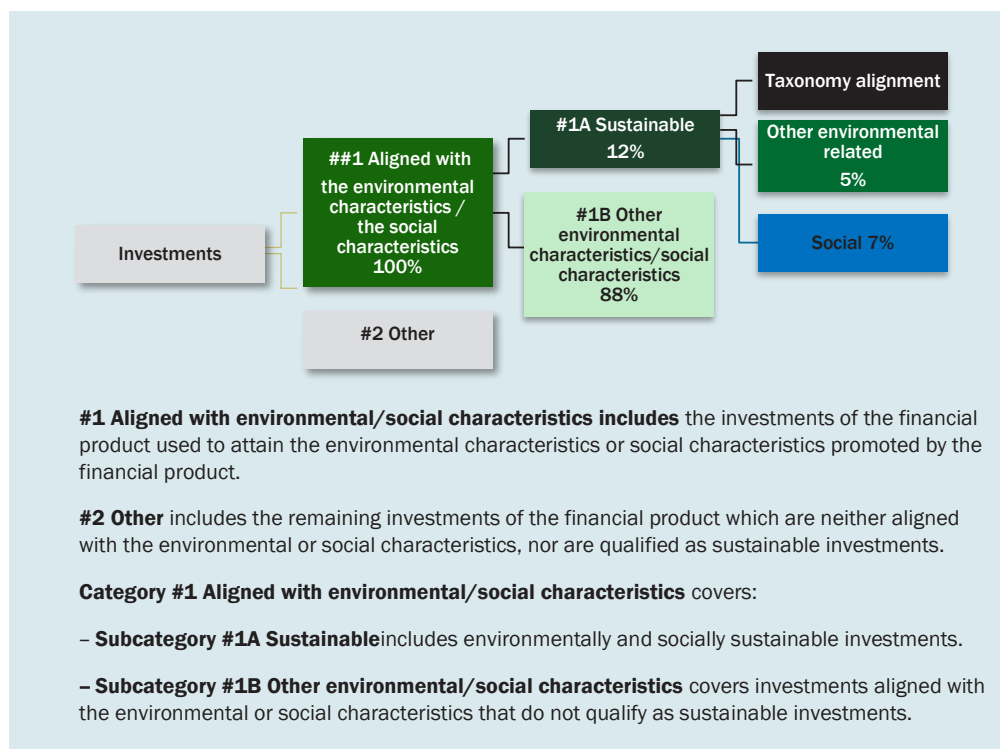 Investments
##1 Aligned with
the environmental
characteristics /
the social
characteristics
100%
#2 Other
#1A Sustainable
12%
#1B Other
environmental
characteristics/social
characteristics
88%
Taxonomy alignment
Other environmental
related
5%
Social 7%
#1 Aligned with environmental/social characteristics includes the investments of the financial
product used to attain the environmental characteristics or social characteristics promoted by the
financial product.
#2 Other includes the remaining investments of the financial product which are neither aligned
with the environmental or social characteristics, nor are qualified as sustainable investments.
Category #1 Aligned with environmental/social characteristics covers:
– Subcategory #1A Sustainableincludes environmentally and socially sustainable investments.
– Subcategory #1B Other environmental/social characteristics covers investments aligned with
the environmental or social characteristics that do not qualify as sustainable investments.